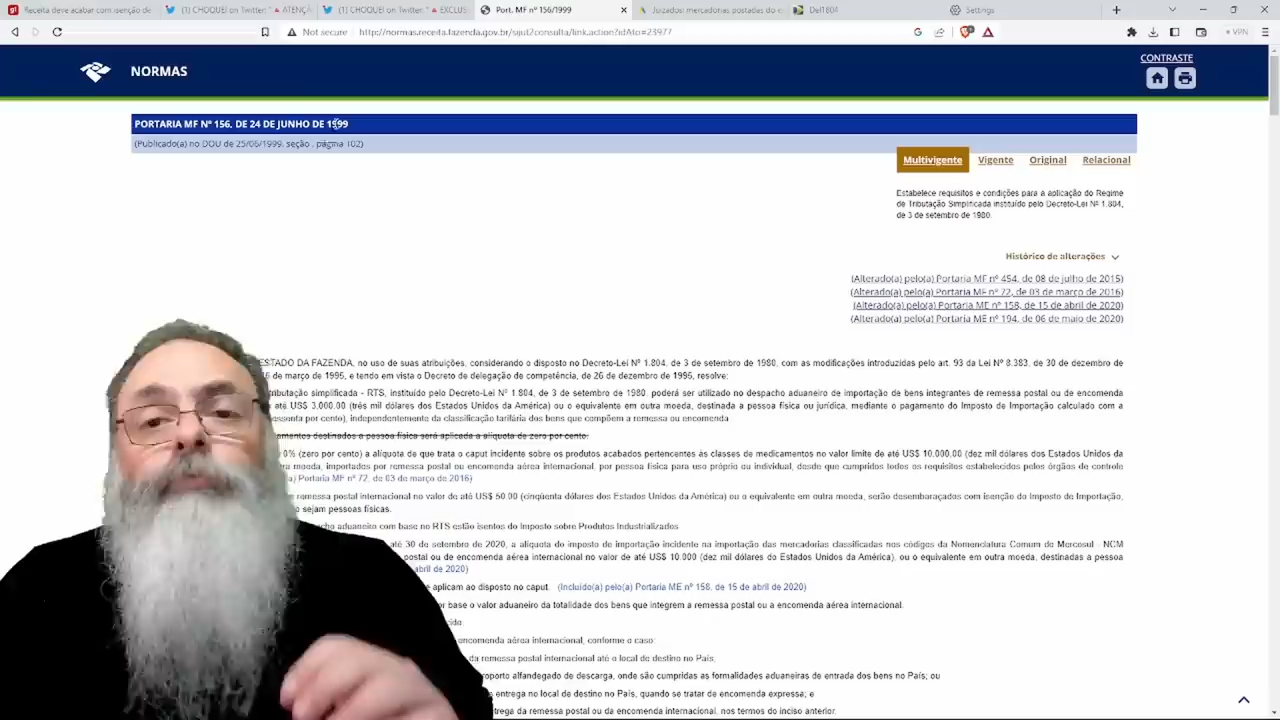 Receita deve acabar com isenção de
(1) CHOQUEI on Twitter: "🔺ATENÇÃ
(1) CHOQUEI on Twitter: "🔺EXCLUS
Port. MF nº 156/1999
Juizados: mercadorias postadas do ex
Del1804
Settings
Not secure
http://normas.receita.fazenda.gov.br/sijut2consulta/link.action?idAto=23977
VPN
CONTRASTE
NORMAS
PORTARIA MF Nº 156, DE 24 DE JUNHO DE 1999
(Publicado(a) no DOU de 25/06/1999, seção , página 102)
Multivigente
Vigente
Original
Relacional
Estabelece requisitos e condições para a aplicação do Regime
de Tributação Simplificada instituído pelo Decreto-Lei Nº 1.804,
de 3 de setembro de 1980.
Histórico de alterações
(Alterado(a) pelo(a) Portaria MF nº 454, de 08 de julho de 2015)
(Alterado(a) pelo(a) Portaria MF nº 72, de 03 de março de 2016)
(Alterado(a) pelo(a) Portaria ME nº 158, de 15 de abril de 2020)
(Alterado(a) pelo(a) Portaria ME nº 194, de 06 de maio de 2020)
ESTADO DA FAZENDA, no uso de suas atribuições, considerando o disposto no Decreto-Lei Nº 1.804, de 3 de setembro de 1980, com as modificações introduzidas pelo art. 93 da Lei Nº 8.383, de 30 de dezembro de
de março de 1995, e tendo em vista o Decreto de delegação de competência, de 26 de dezembro de 1995, resolve:
tributação simplificada - RTS, instituído pelo Decreto-Lei Nº 1.804, de 3 de setembro de 1980, poderá ser utilizado no despacho aduaneiro de importação de bens integrantes de remessa postal ou de encomenda
até US$ 3,000.00 (três mil dólares dos Estados Unidos da América) ou o equivalente em outra moeda, destinada a pessoa física ou jurídica, mediante o pagamento do Imposto de Importação calculado com a
por cento), independentemente da classificação tarifária dos bens que compõem a remessa ou encomenda
destinados a pessoa física será aplicada a alíquota de zero por cento.
0% (zero por cento) a alíquota de que trata o caput incidente sobre os produtos acabados pertencentes às classes de medicamentos no valor limite de até US$ 10.000,00 (dez mil dólares dos Estados Unidos da
moeda, importados por remessa postal ou encomenda aérea internacional, por pessoa física para uso próprio ou individual, desde que cumpridos todos os requisitos estabelecidos pelos órgãos de controle
Portaria MF nº 72, de 03 de março de 2016)
remessa postal internacional no valor de até US$ 50.00 (cinqüenta dólares dos Estados Unidos da América) ou o equivalente em outra moeda, serão desembaraçados com isenção do Imposto de Importação,
sejam pessoas físicas.
aduaneiro com base no RTS estão isentos do Imposto sobre Produtos Industrializados
até 30 de setembro de 2020, a alíquota do imposto de importação incidente na importação das mercadorias classificadas nos códigos da Nomenclatura Comum do Mercosul - NCM
postal ou de encomenda aérea internacional no valor de até US$ 10.000 (dez mil dólares do Estados Unidos da América), ou o equivalente em outra moeda, destinadas a pessoa
abril de 2020)
aplicam ao disposto no caput. (Incluído(a) pelo(a) Portaria ME nº 158, de 15 de abril de 2020)
base o valor aduaneiro da totalidade dos bens que integrem a remessa postal ou a encomenda aérea internacional.
encomenda aérea internacional, conforme o caso:
da remessa postal internacional até o local de destino no País,
alfandegado de descarga, onde são cumpridas as formalidades aduaneiras de entrada dos bens no País; ou
entrega no local de destino no País, quando se tratar de encomenda expressa; e
da remessa postal ou da encomenda internacional, nos termos do inciso anterior.